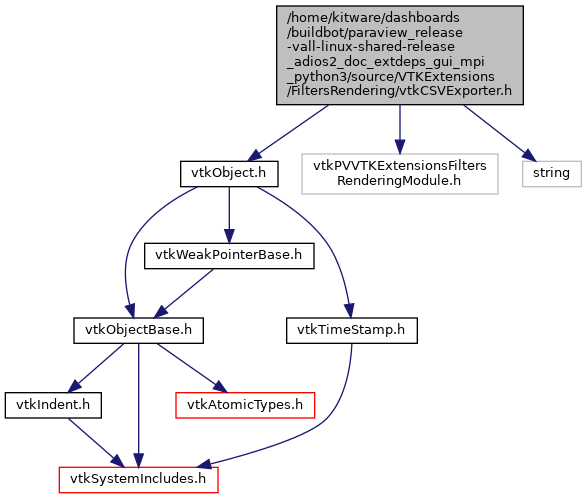 /home/kitware/dashboards
/buildbot/paraview_release
-vall-linux-shared-release
_adios2_doc_extdeps_gui_mpi
_python3/source/VTKExtensions
/FiltersRendering/vtkCSVExporter.h
vtkObject.h
vtkPVVTKExtensionsFilters
RenderingModule.h
string
vtkWeakPointerBase.h
vtkObjectBase.h
vtkTimeStamp.h
vtkIndent.h
vtkAtomicTypes.h
vtkSystemIncludes.h